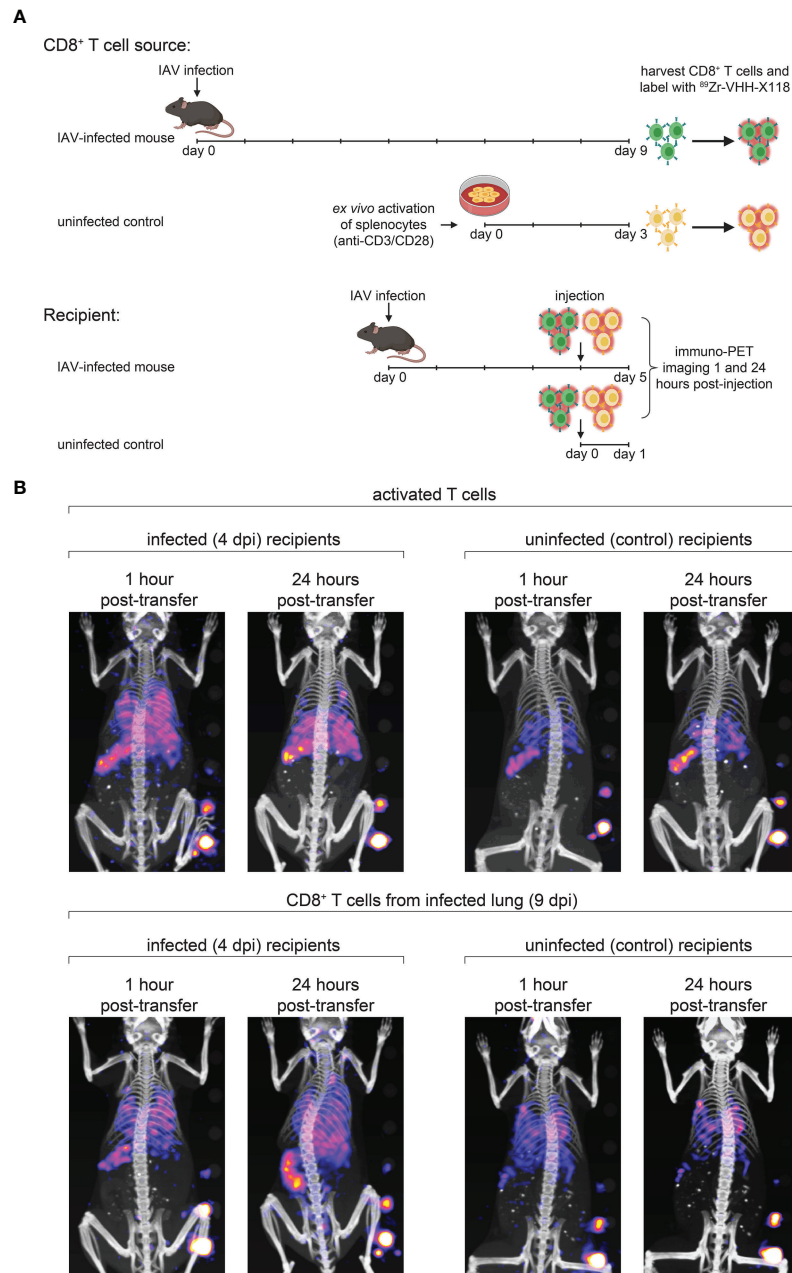 A
CD8⁺ T cell source:
IAV infection
harvest CD8⁺ T cells and
label with ⁸⁹Zr-VHH-X118
IAV-infected mouse
day 0
day 9
uninfected control
ex vivo activation
of splenocytes
(anti-CD3/CD28)
day 0
day 3
Recipient:
IAV infection
injection
IAV-infected mouse
day 0
day 5
immuno-PET
imaging 1 and 24
hours post-injection
uninfected control
day 0
day 1
B
activated T cells
infected (4 dpi) recipients
uninfected (control) recipients
1 hour
post-transfer
24 hours
post-transfer
1 hour
post-transfer
24 hours
post-transfer
CD8⁺ T cells from infected lung (9 dpi)
infected (4 dpi) recipients
uninfected (control) recipients
1 hour
post-transfer
24 hours
post-transfer
1 hour
post-transfer
24 hours
post-transfer